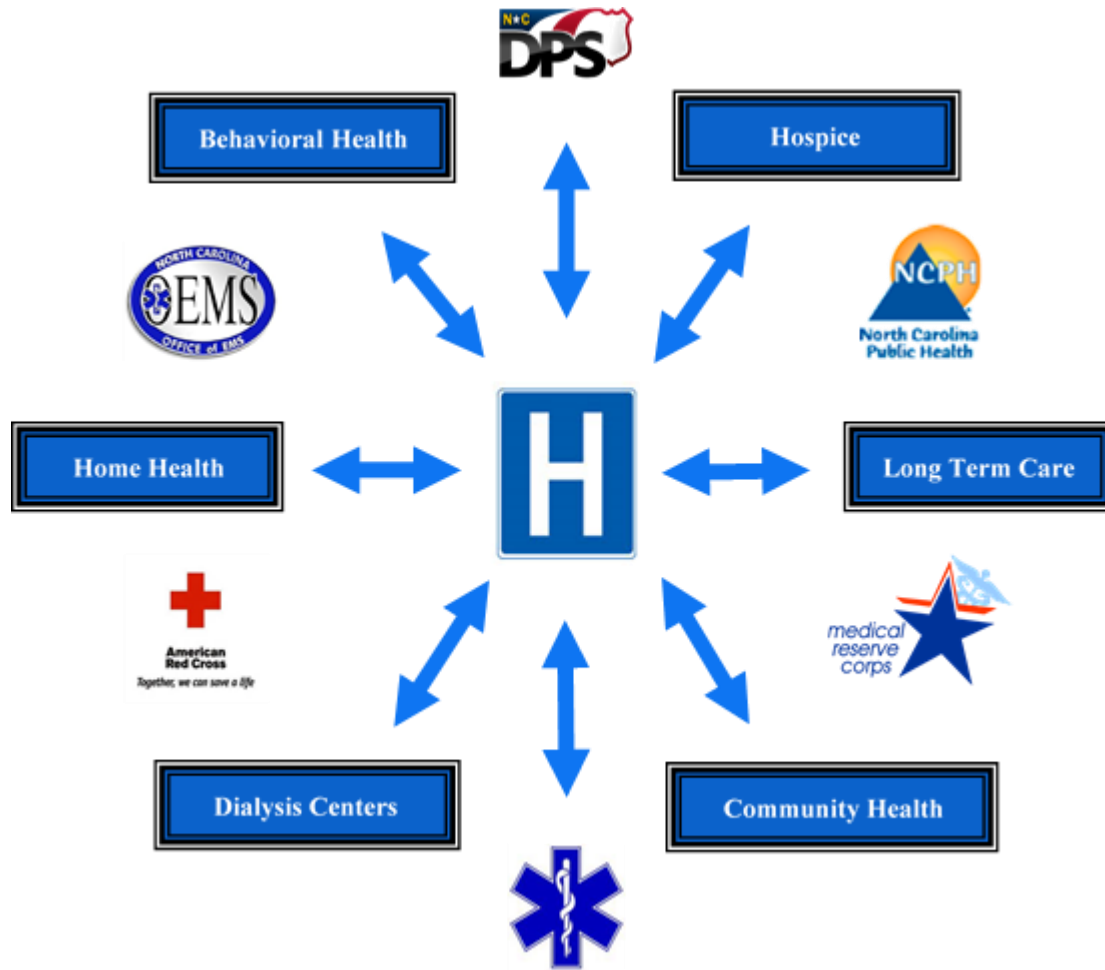 N★C
DPS
Behavioral Health
Hospice
NORTH CAROLINA
OEMS
OFFICE of EMS
NCPH
North Carolina
Public Health
H
Home Health
Long Term Care
American
Red Cross
Together, we can save a life
medical
reserve
corps
Dialysis Centers
Community Health